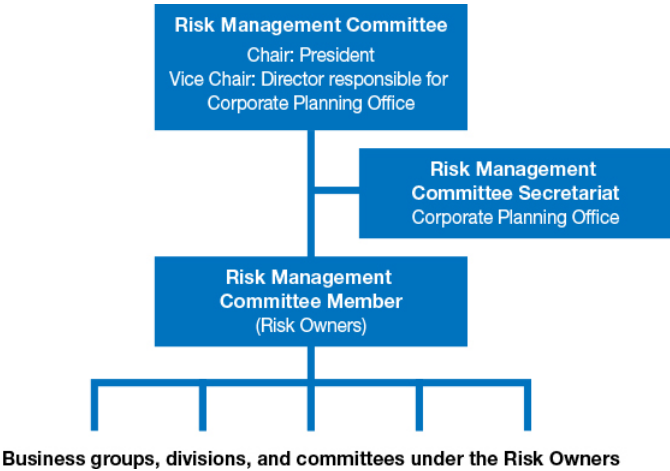 Risk Management Committee
Chair: President
Vice Chair: Director responsible for
Corporate Planning Office
Risk Management
Committee Secretariat
Corporate Planning Office
Risk Management
Committee Member
(Risk Owners)
Business groups, divisions, and committees under the Risk Owners